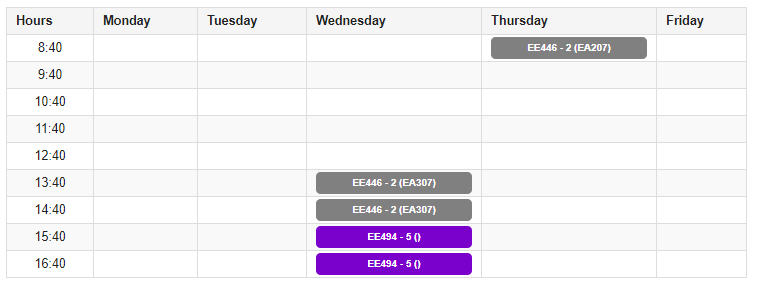 Hours Monday Tuesday Wednesday Thursday Friday
8:40 EE446 - 2 (EA207)
9:40
10:40
11:40
12:40
13:40 EE446 - 2 (EA307)
14:40 EE446 - 2 (EA307)
15:40 EE494 - 5 ()
16:40 EE494 - 5 ()